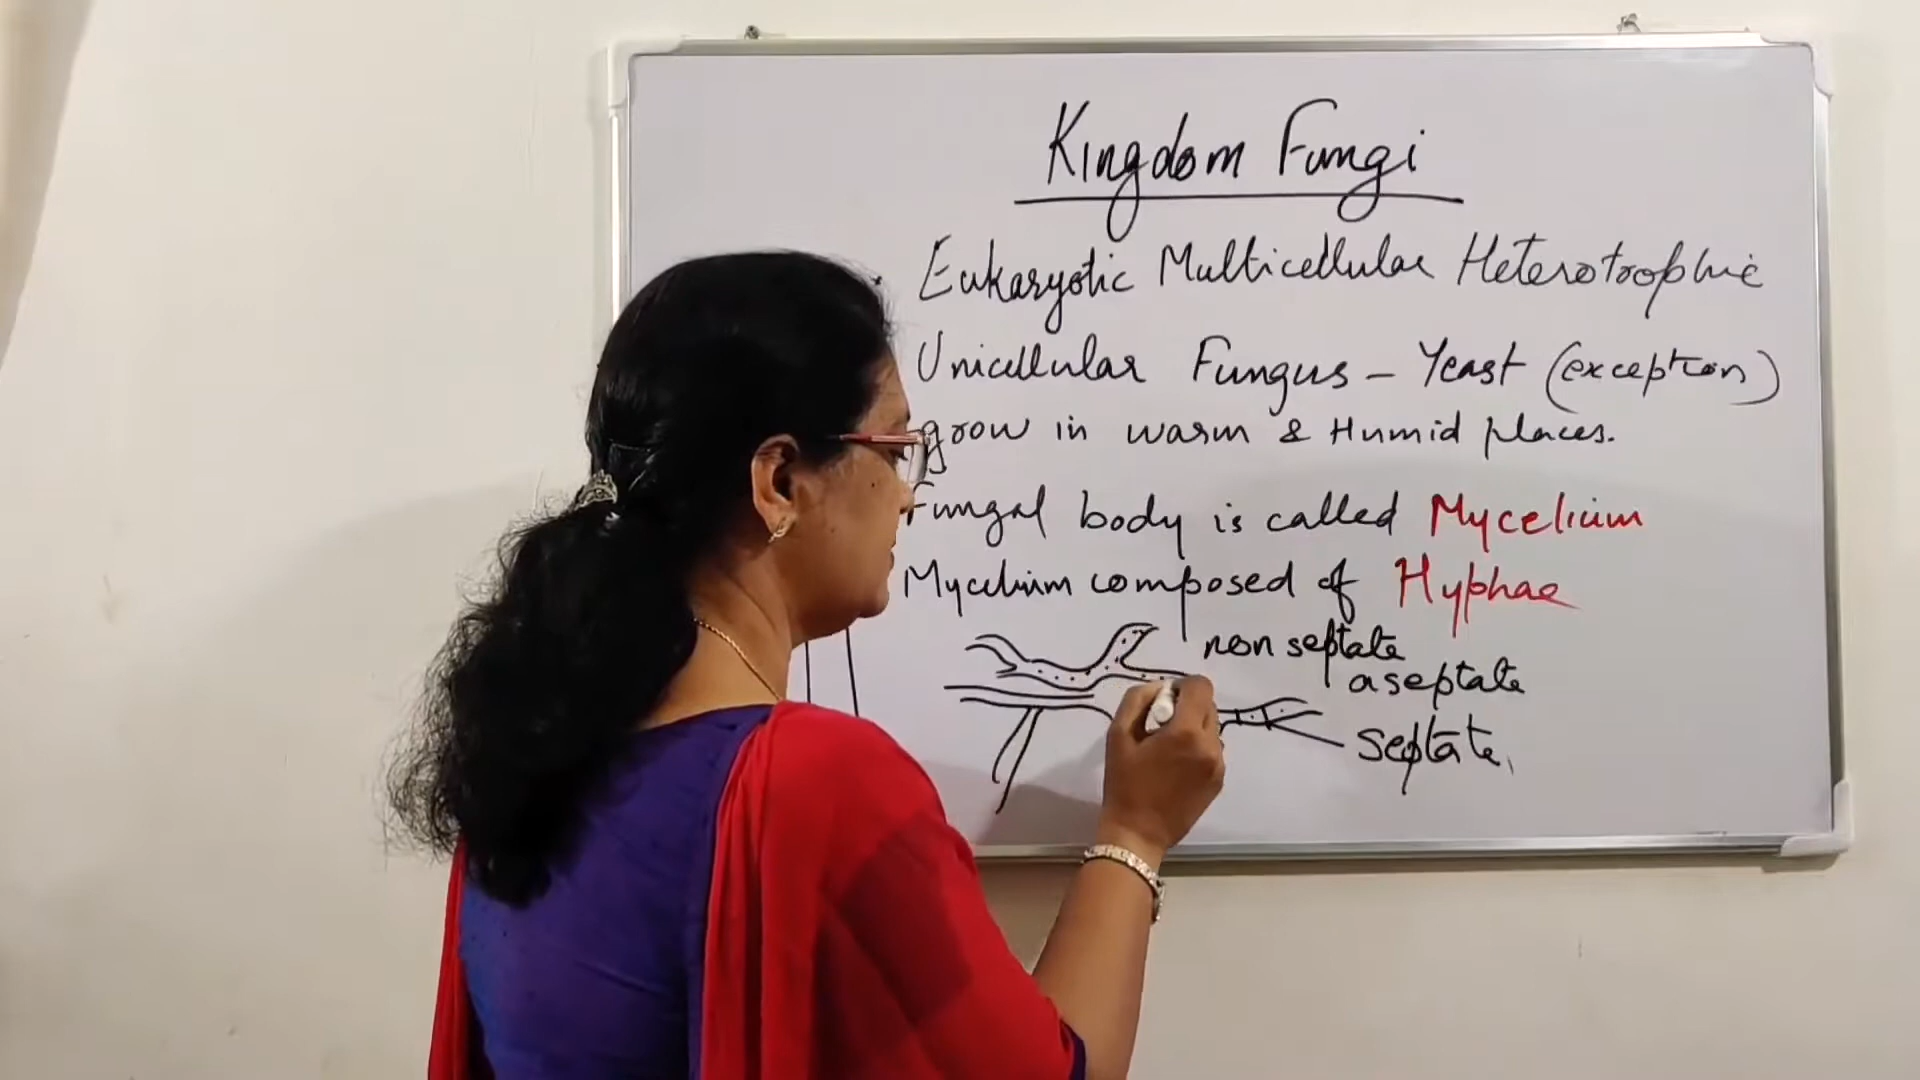 Kingdom Fungi
Eukaryotic Multicellular Heterotrophic
Unicellular Fungus - Yeast (exception)
grow in warm & Humid places.
Fungal body is called Mycelium
Mycelium composed of Hyphae
non septate
aseptate
Septate,